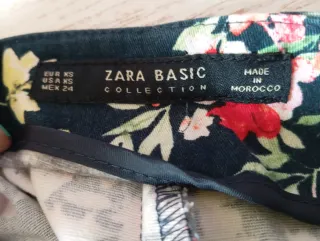 EUR XS
USA XS
MEX 24
ZARA BASIC
COLLECTION
MADE
IN
MOROCCO